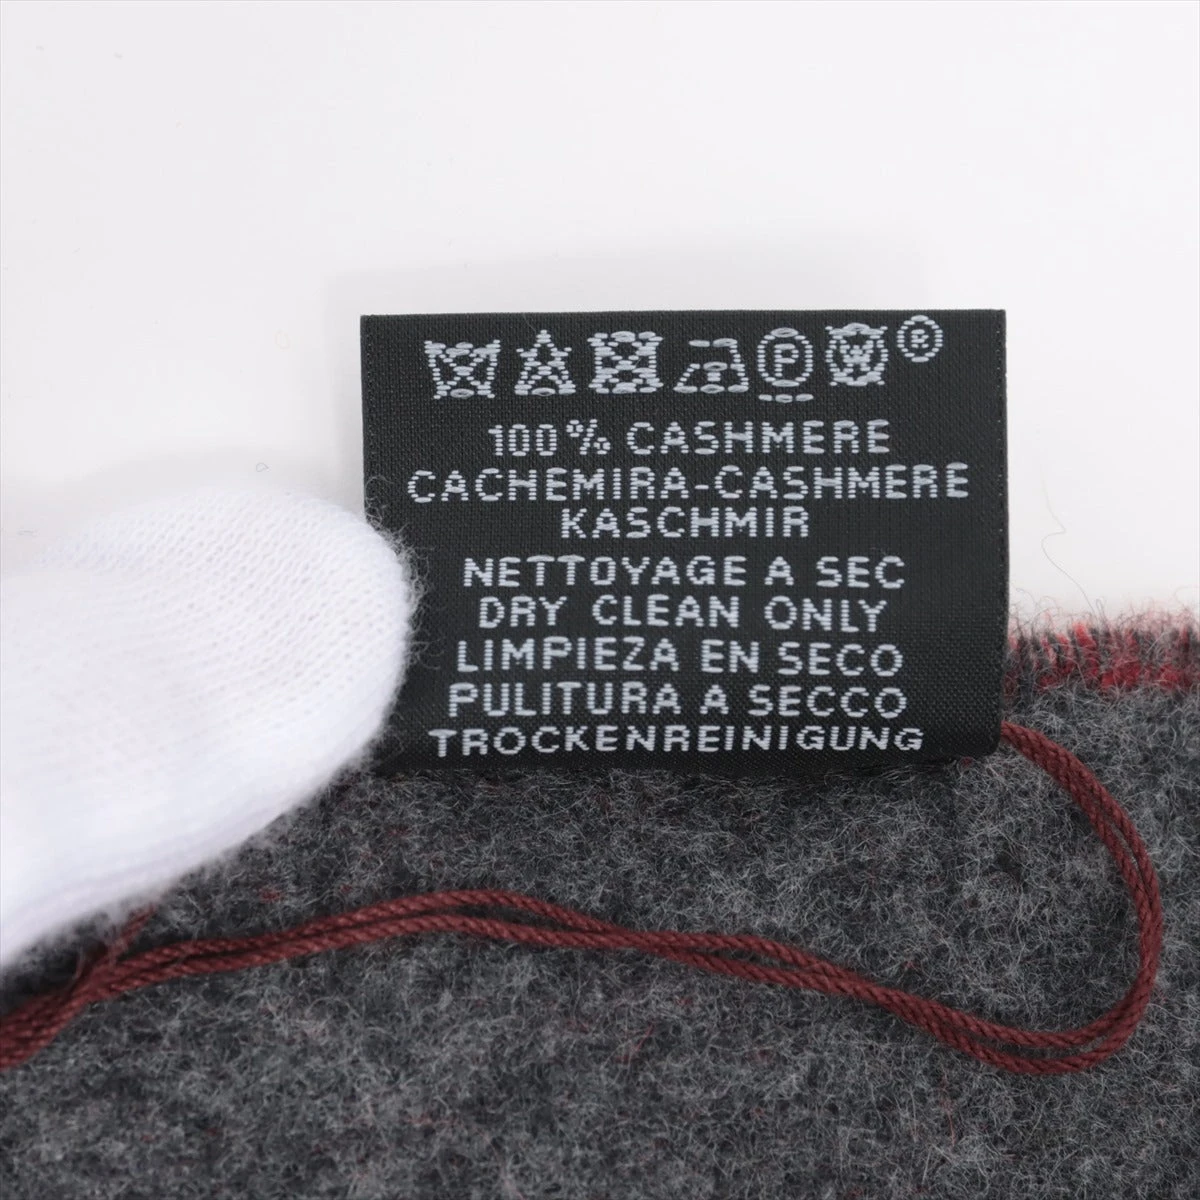 P W ®
100% CASHMERE
CACHEMIRA-CASHMERE
KASCHMIR
NETTOYAGE A SEC
DRY CLEAN ONLY
LIMPIEZA EN SECO
PULITURA A SECCO
TROCKENREINIGUNG